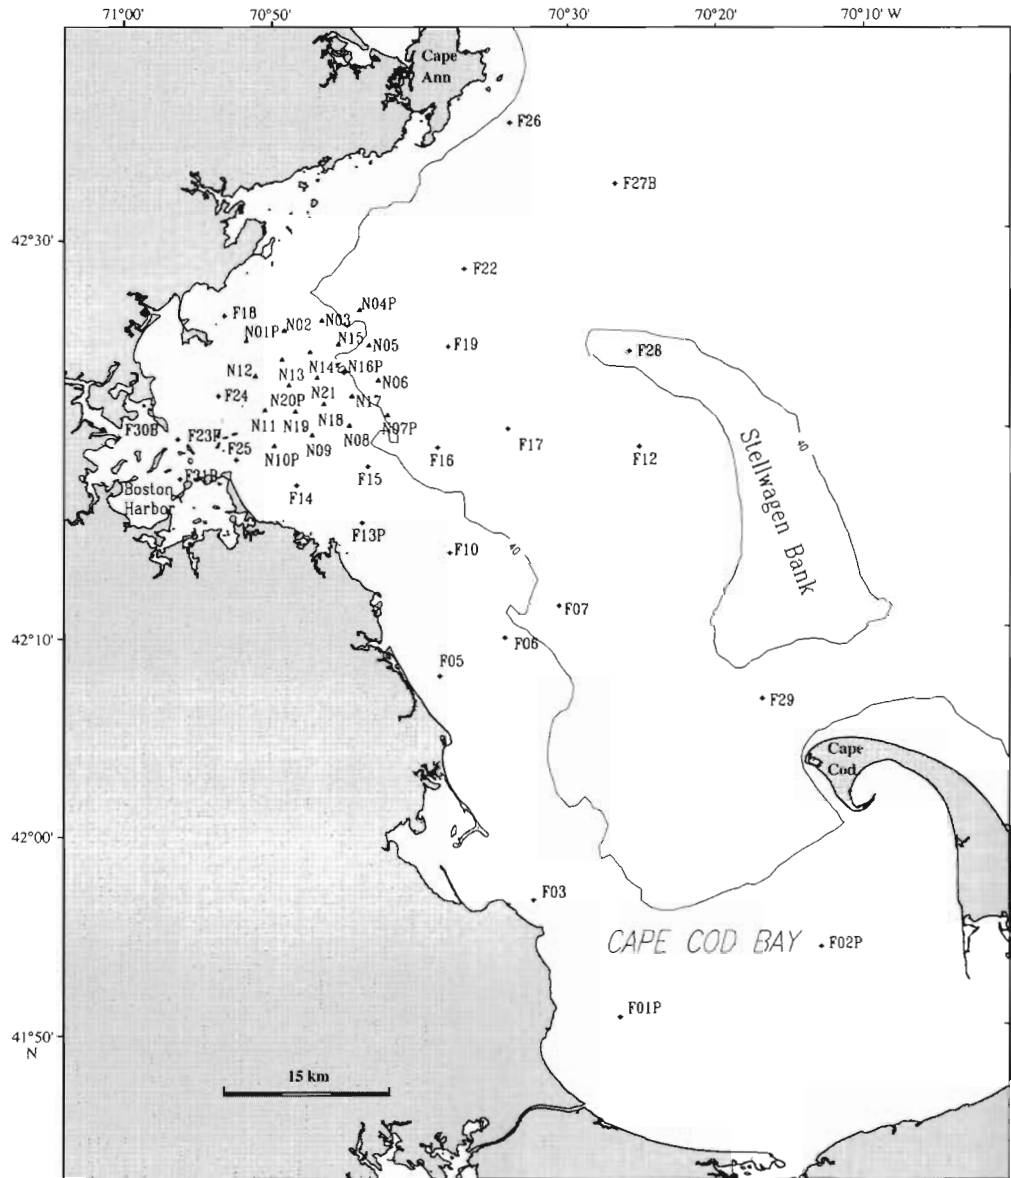 71°00' 70°50' 70°30' 70°20' 70°10' W
Cape
Ann
F26
F27B
42°30'
F22
N04P
F18
N02
N03
N01P
N15
N05
F19
F28
N14
N16P
N12
N13
N06
F24
N20P
N21
N17
N11
N19
N18
N07P
F30B
F23P
N08
F17
F25
N09
F16
F12
N10P
F15
F31B
Boston
Harbor
F14
F13P
F10
40
40
Stellwagen Bank
F07
42°10'
F06
F05
F29
Cape
Cod
42°00'
F03
CAPE COD BAY
F02P
F01P
41°50'
N
15 km